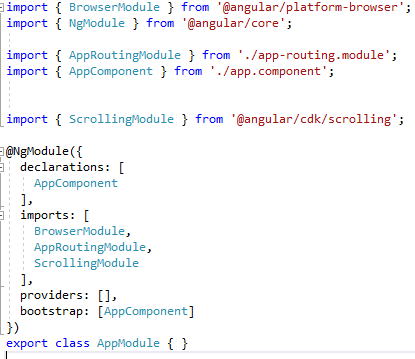 import { BrowserModule } from '@angular/platform-browser';
import { NgModule } from '@angular/core';
import { AppRoutingModule } from './app-routing.module';
import { AppComponent } from './app.component';
import { ScrollingModule } from '@angular/cdk/scrolling';
@NgModule({
  declarations: [
    AppComponent
  ],
  imports: [
    BrowserModule,
    AppRoutingModule,
    ScrollingModule
  ],
  providers: [],
  bootstrap: [AppComponent]
})
export class AppModule { }